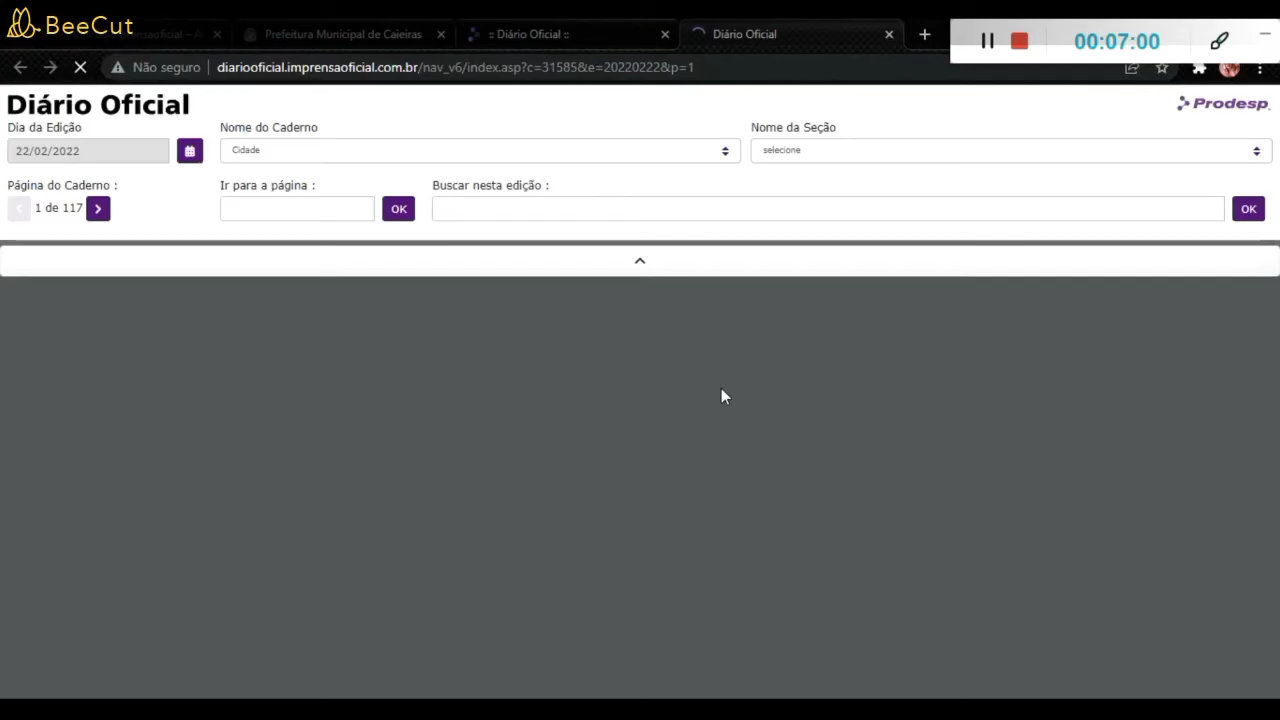 BeeCut
Prefeitura Municipal de Caieiras
:: Diário Oficial ::
Diário Oficial
00:07:00
Não seguro
diariooficial.imprensaoficial.com.br/nav_v6/index.asp?c=31585&e=20220222&p=1
Diário Oficial
Prodesp
Dia da Edição
Nome do Caderno
Nome da Seção
22/02/2022
Cidade
selecione
Página do Caderno :
Ir para a página :
Buscar nesta edição :
1 de 117
OK
OK